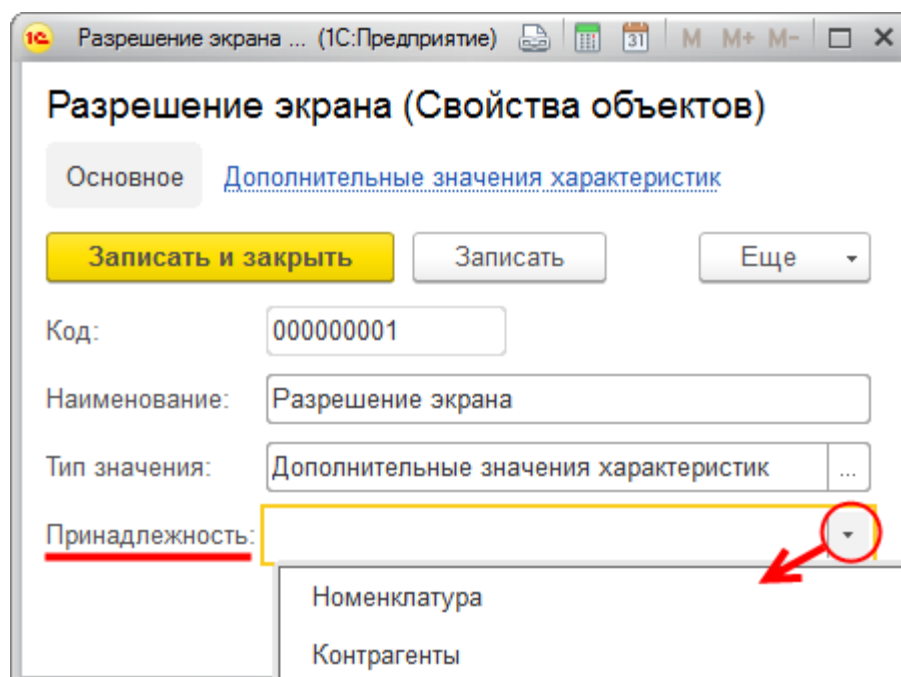 1С Разрешение экрана ... (1С:Предприятие) 31 M M+ M-
Разрешение экрана (Свойства объектов)
Основное Дополнительные значения характеристик
Записать и закрыть Записать Еще
Код: 000000001
Наименование: Разрешение экрана
Тип значения: Дополнительные значения характеристик ...
Принадлежность:
Номенклатура
Контрагенты